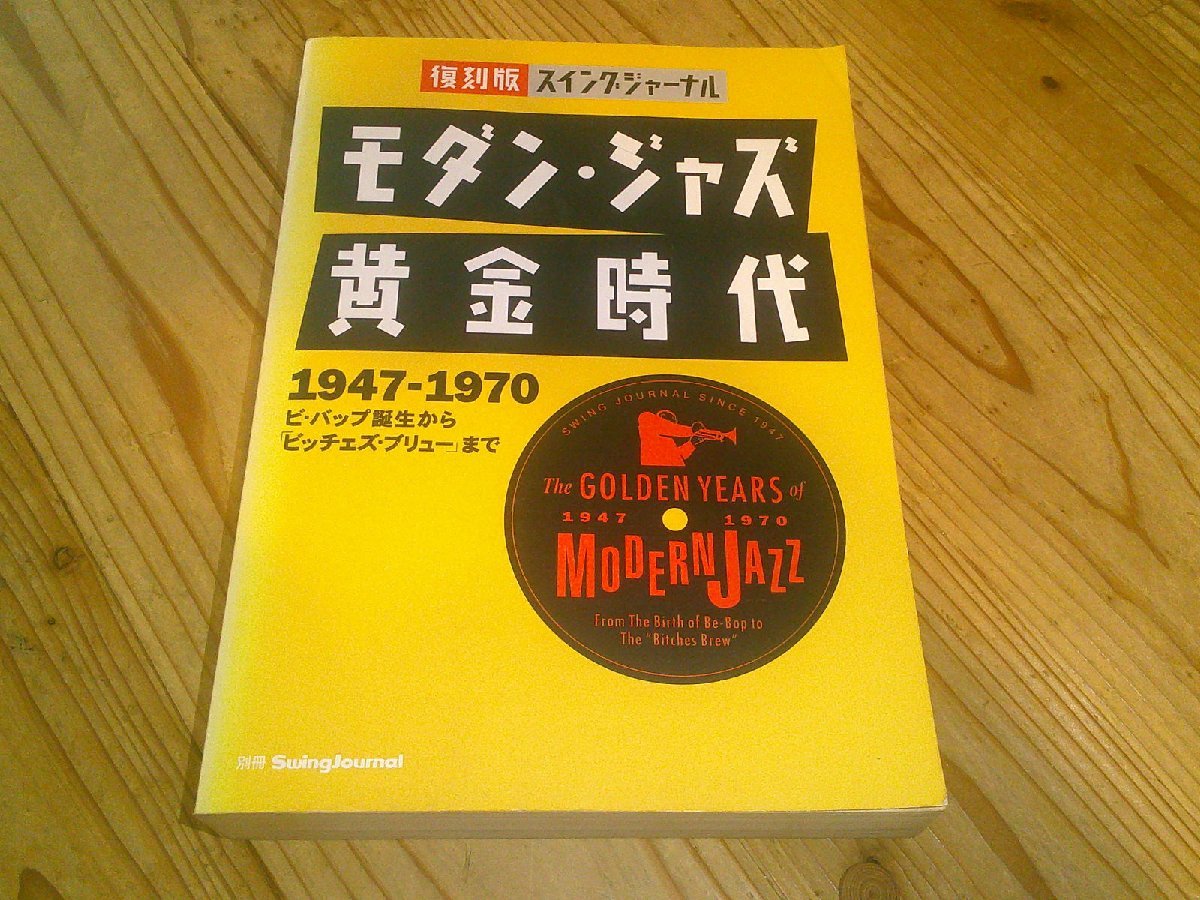 復刻版 スイング・ジャーナル
モダン・ジャズ
黄金時代
1947-1970
ビ・バップ誕生から
「ビッチェズ・ブリュー」まで
SWING JOURNAL SINCE 1947
The GOLDEN YEARS of
1947 1970
MODERN JAZZ
From The Birth of Be-Bop to
The "Bitches Brew"
別冊 SwingJournal